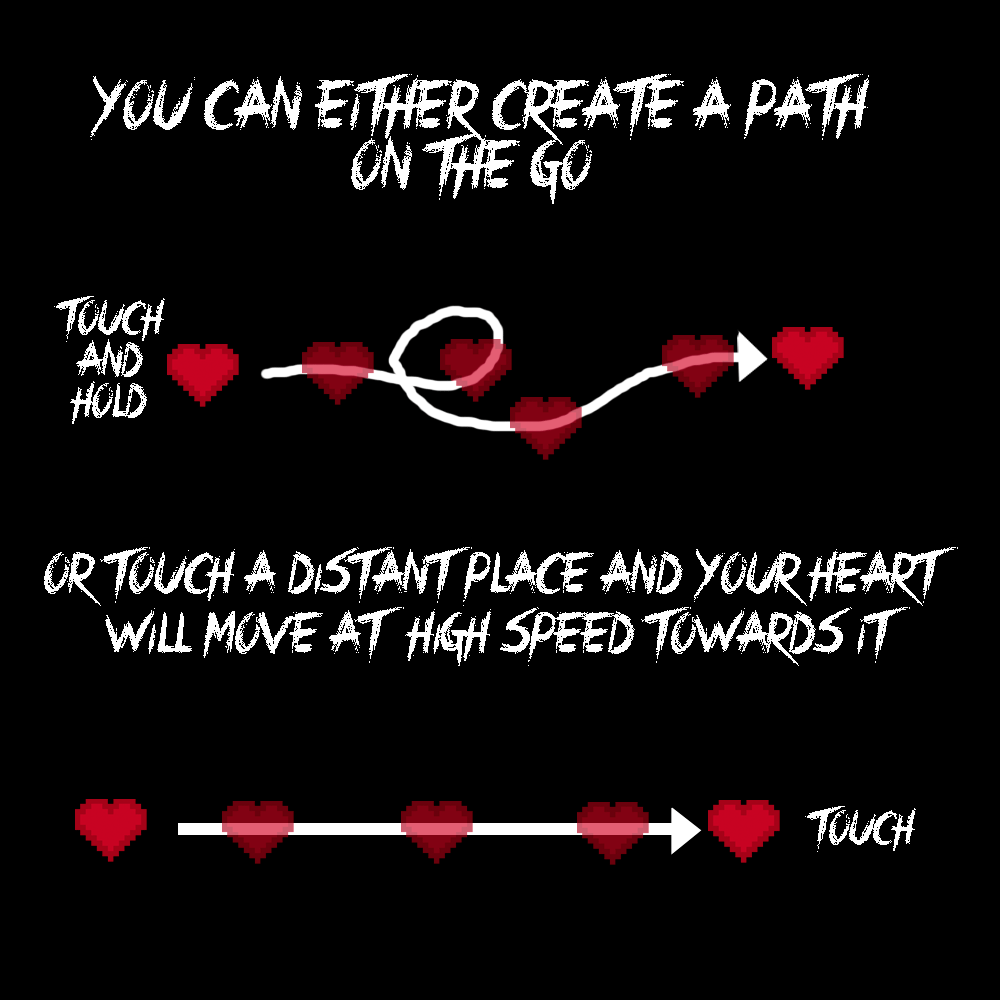 YOU CAN EITHER CREATE A PATH
ON THE GO
TOUCH
AND
HOLD
OR TOUCH A DISTANT PLACE AND YOUR HEART
WILL MOVE AT HIGH SPEED TOWARDS IT
TOUCH